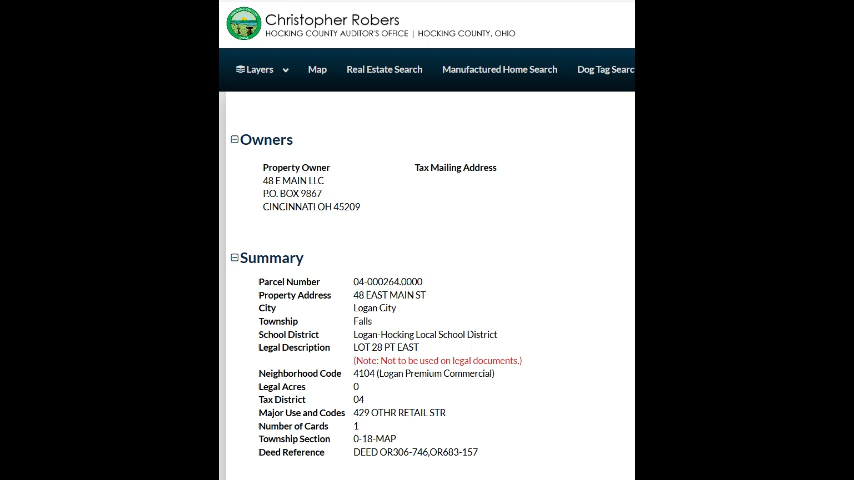 Christopher Robers
HOCKING COUNTY AUDITOR'S OFFICE | HOCKING COUNTY, OHIO
Layers Map Real Estate Search Manufactured Home Search Dog Tag Searc
Owners
Property Owner Tax Mailing Address
48 E MAIN LLC
P.O. BOX 9867
CINCINNATI OH 45209
Summary
Parcel Number 04-000264.0000
Property Address 48 EAST MAIN ST
City Logan City
Township Falls
School District Logan-Hocking Local School District
Legal Description LOT 28 PT EAST
(Note: Not to be used on legal documents.)
Neighborhood Code 4104 (Logan Premium Commercial)
Legal Acres 0
Tax District 04
Major Use and Codes 429 OTHR RETAIL STR
Number of Cards 1
Township Section 0-18-MAP
Deed Reference DEED OR306-746,OR683-157